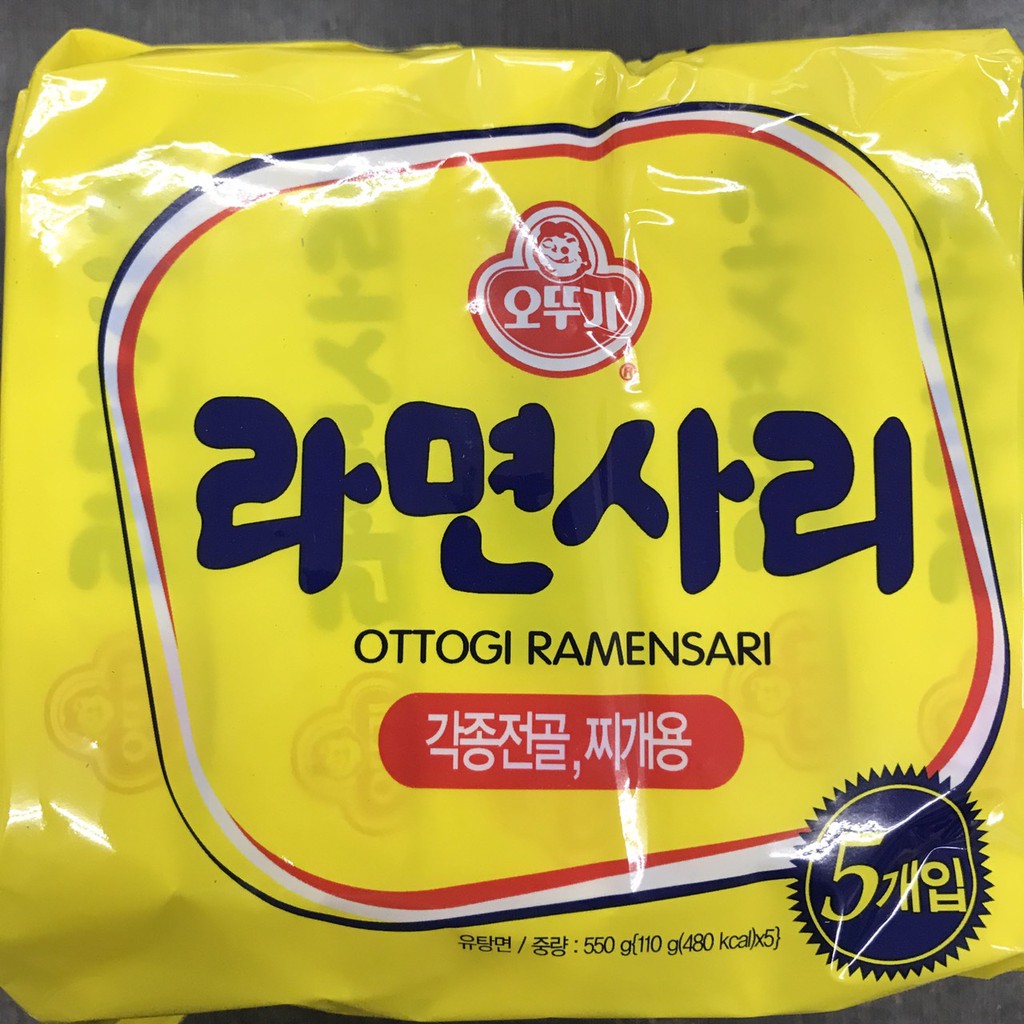 오뚜기
®
라면사리
OTTOGI RAMENSARI
각종전골,찌개용
5개입
유탕면 / 중량 : 550 g{110 g(480 kcal)x5}